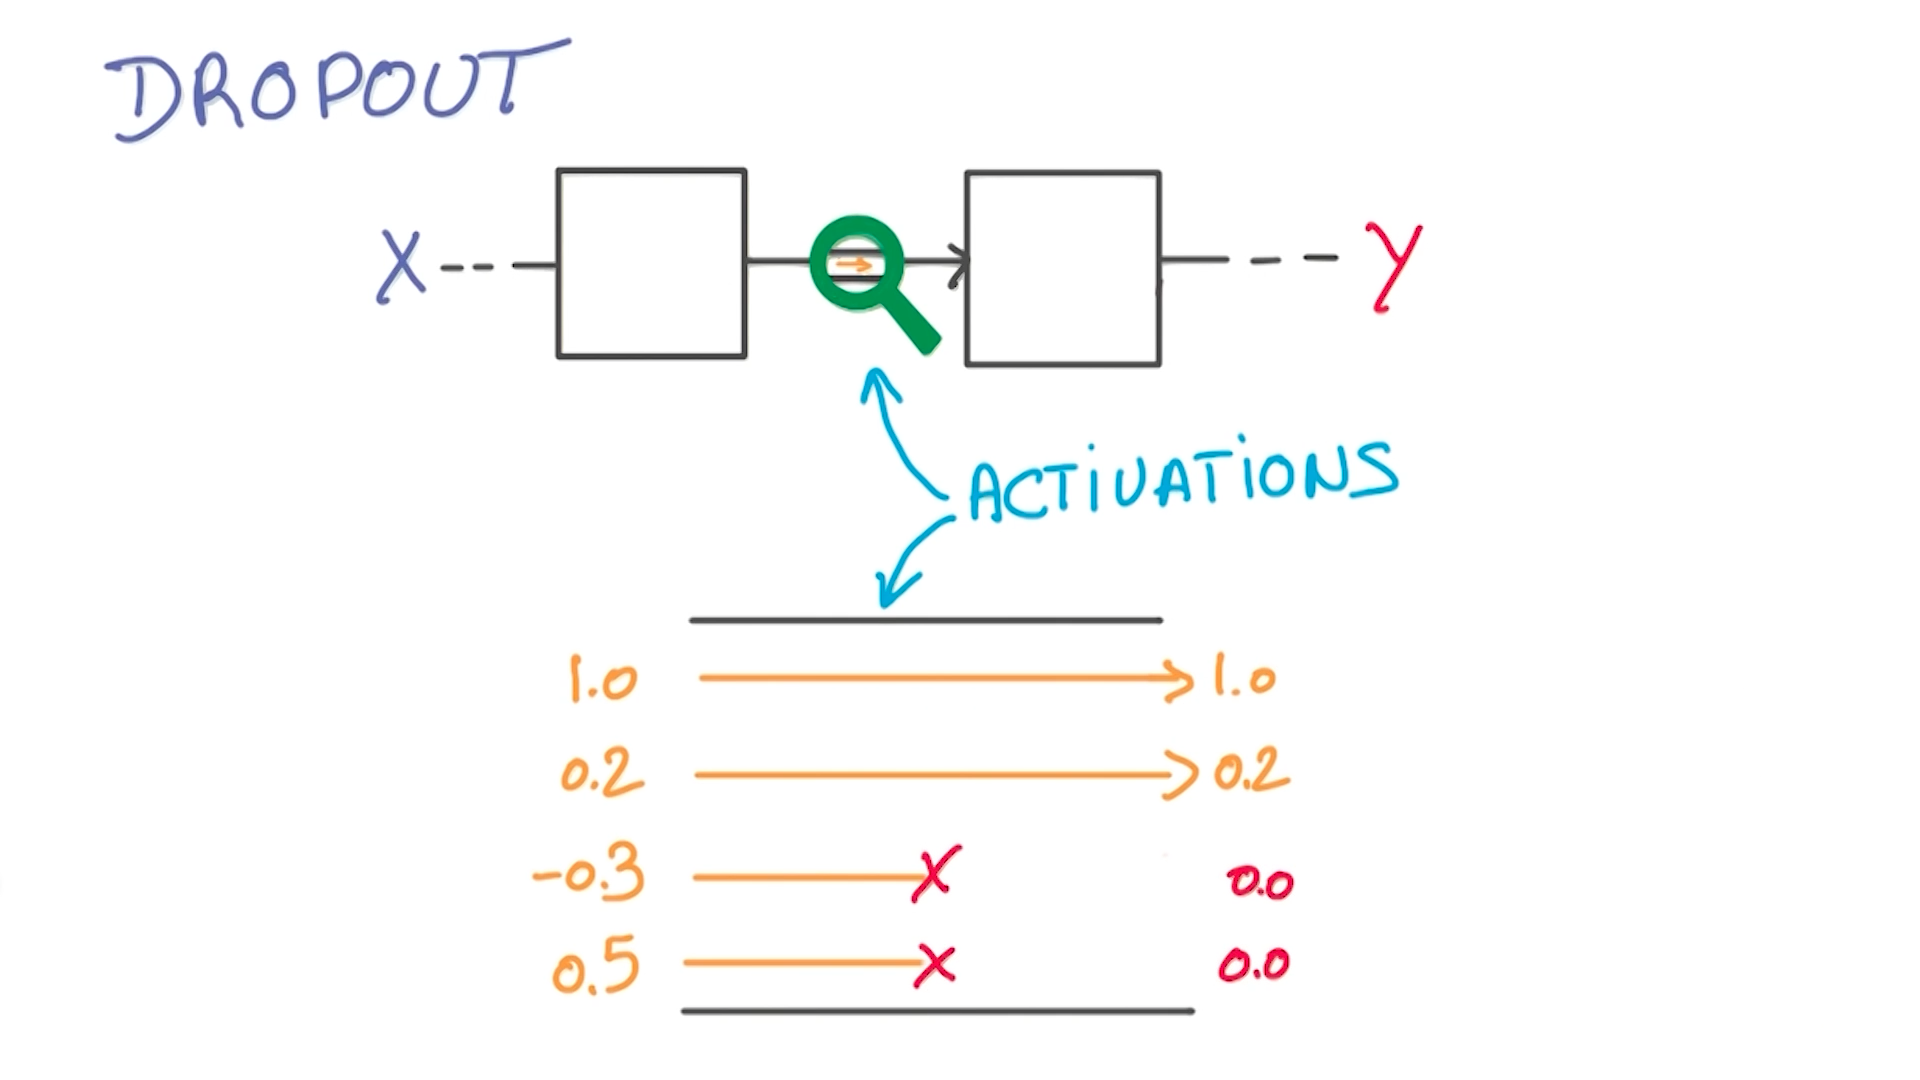 DROPOUT
X Y
ACTIVATIONS
1.0 1.0
0.2 0.2
-0.3 X 0.0
0.5 X 0.0